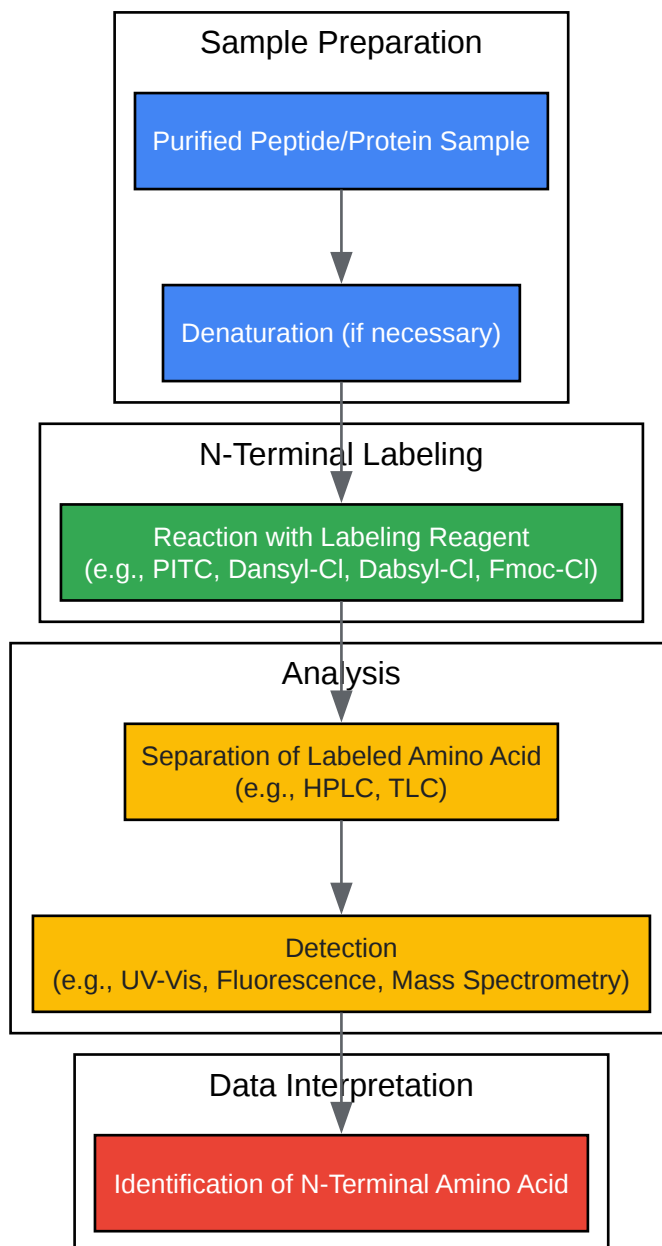 Sample Preparation
Purified Peptide/Protein Sample
Denaturation (if necessary)
N-Terminal Labeling
Reaction with Labeling Reagent
(e.g., PITC, Dansyl-Cl, Dabsyl-Cl, Fmoc-Cl)
Analysis
Separation of Labeled Amino Acid
(e.g., HPLC, TLC)
Detection
(e.g., UV-Vis, Fluorescence, Mass Spectrometry)
Data Interpretation
Identification of N-Terminal Amino Acid